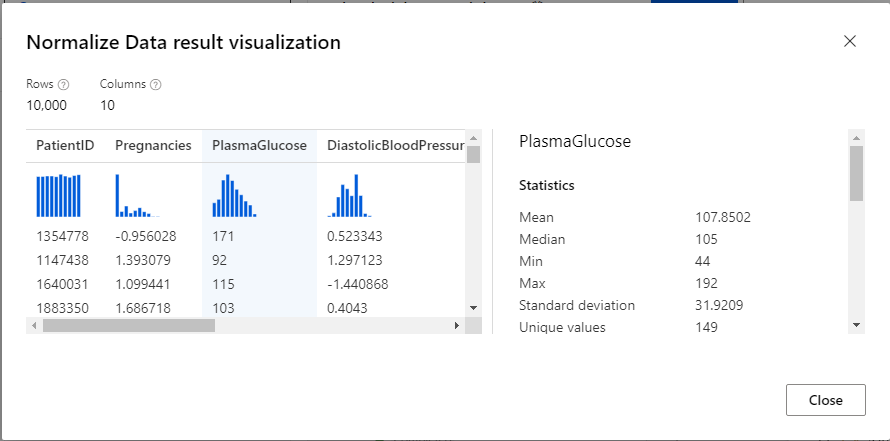 Normalize Data result visualization
Rows Columns
10,000 10
PatientID Pregnancies PlasmaGlucose DiastolicBloodPressur
1354778 -0.956028 171 0.523343
1147438 1.393079 92 1.297123
1640031 1.099441 115 -1.440868
1883350 1.686718 103 0.4043
PlasmaGlucose
Statistics
Mean 107.8502
Median 105
Min 44
Max 192
Standard deviation 31.9209
Unique values 149
Close